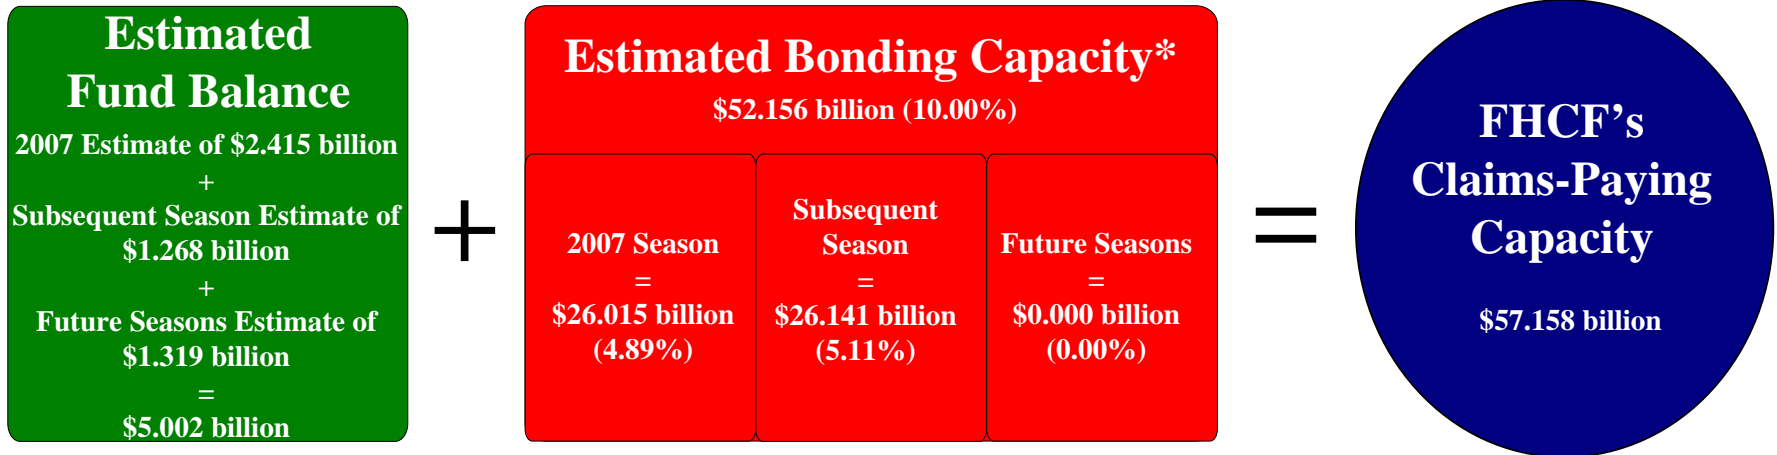 Estimated
Fund Balance
2007 Estimate of $2.415 billion
+
Subsequent Season Estimate of
$1.268 billion
+
Future Seasons Estimate of
$1.319 billion
=
$5.002 billion
+
Estimated Bonding Capacity*
$52.156 billion (10.00%)
2007 Season
=
$26.015 billion
(4.89%)
Subsequent
Season
=
$26.141 billion
(5.11%)
Future Seasons
=
$0.000 billion
(0.00%)
=
FHCF’s
Claims-Paying
Capacity
$57.158 billion